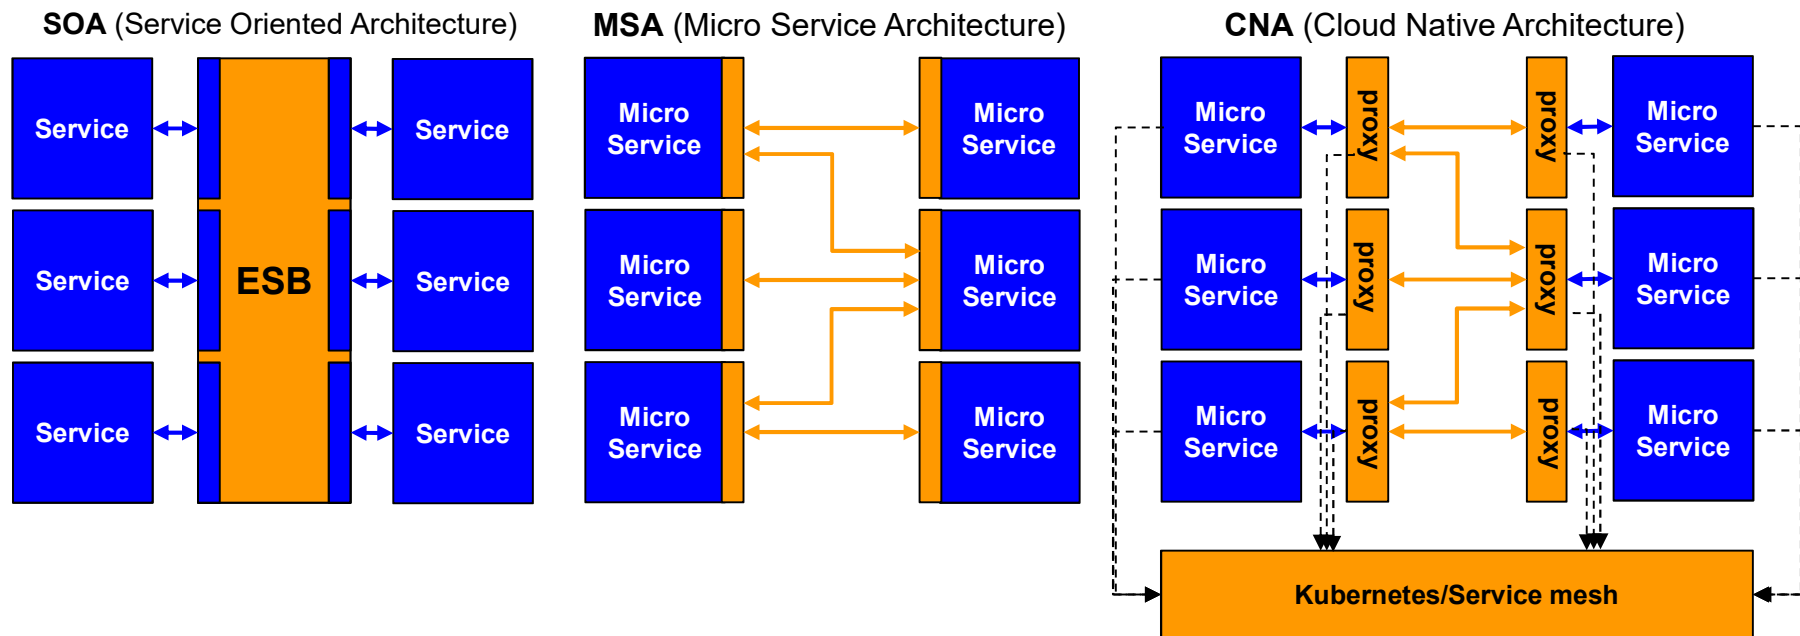 SOA (Service Oriented Architecture)
Service
Service
Service
ESB
Service
Service
Service
MSA (Micro Service Architecture)
Micro
Service
Micro
Service
Micro
Service
Micro
Service
Micro
Service
Micro
Service
CNA (Cloud Native Architecture)
Micro
Service
proxy
proxy
Micro
Service
Micro
Service
proxy
proxy
Micro
Service
Micro
Service
proxy
proxy
Micro
Service
Kubernetes/Service mesh